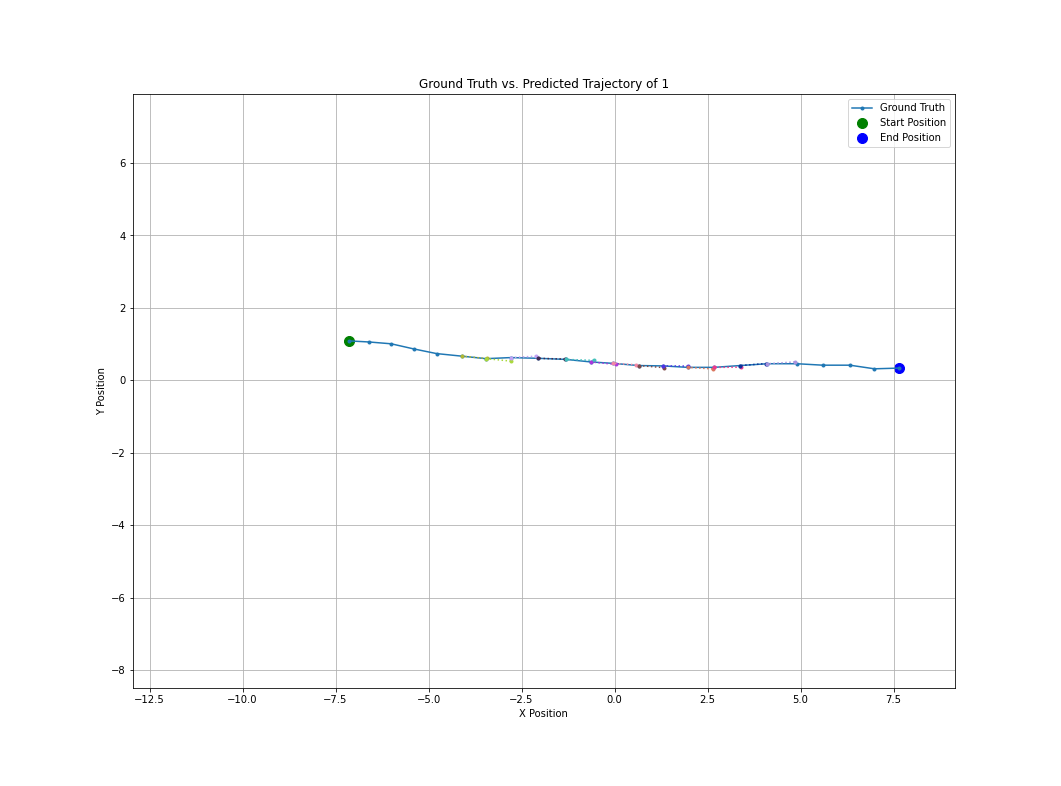 Ground Truth vs. Predicted Trajectory of 1
Ground Truth
Start Position
End Position
6
4
2
0
−2
−4
−6
−8
Y Position
−12.5 −10.0 −7.5 −5.0 −2.5 0.0 2.5 5.0 7.5
X Position